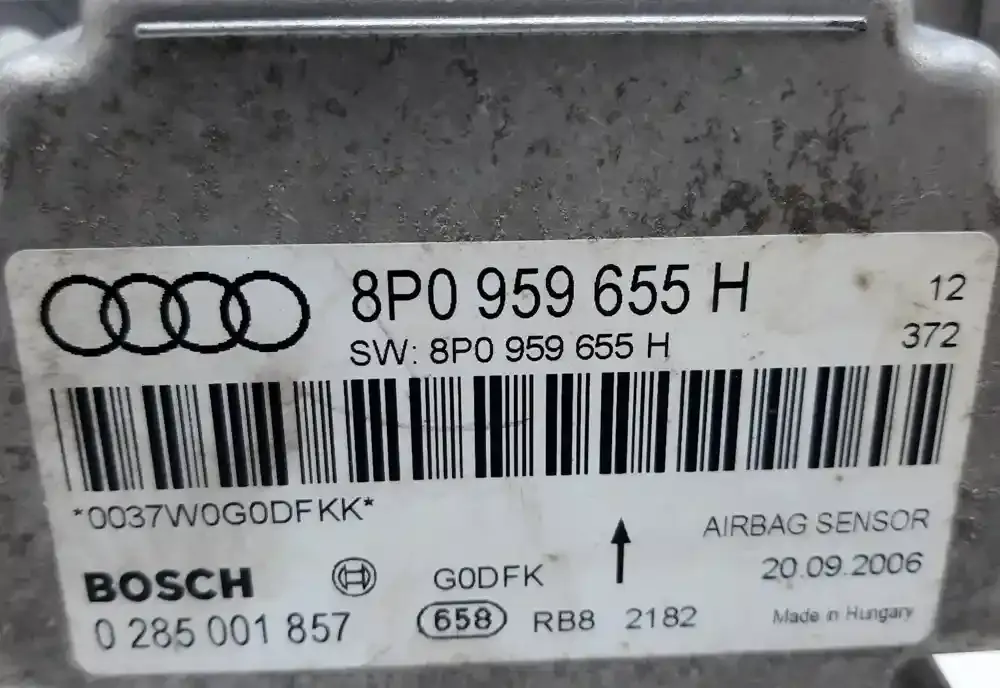 8P0 959 655 H
12
SW: 8P0 959 655 H
372
*0037W0G0DFKK*
AIRBAG SENSOR
BOSCH
G0DFK
20.09.2006
0 285 001 857
658
RB8 2182
Made in Hungary